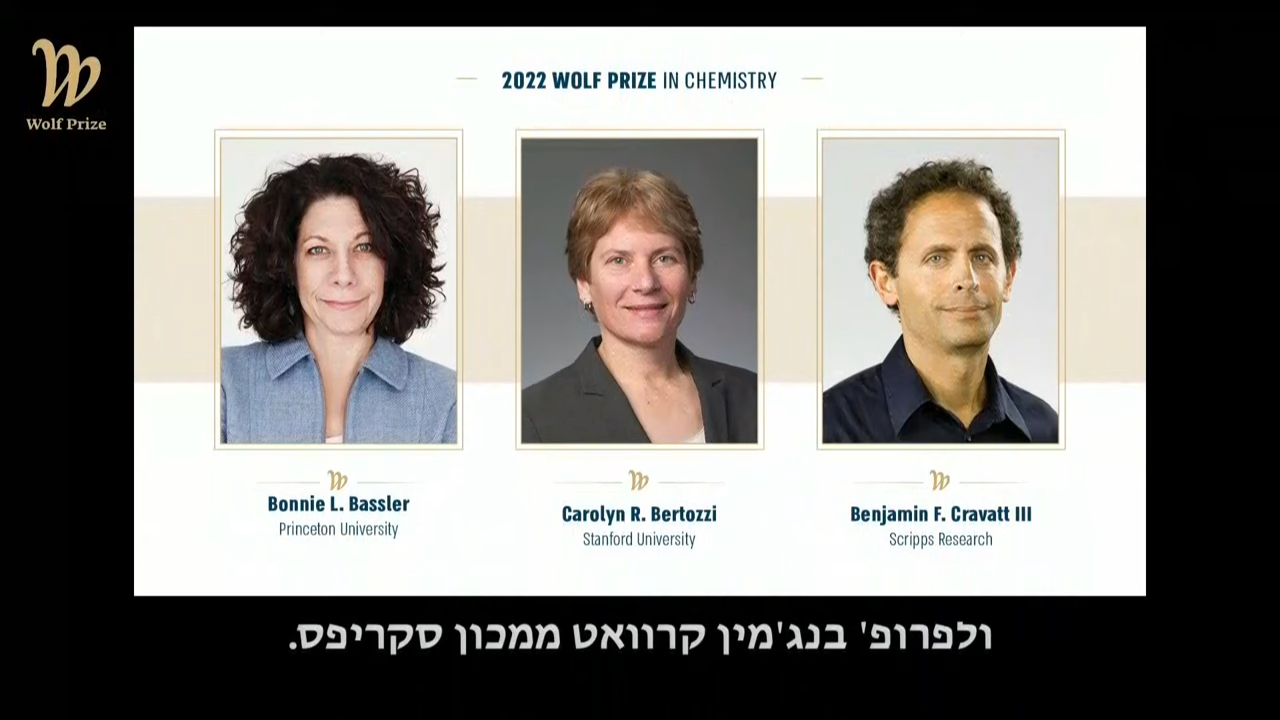 Wolf Prize
2022 WOLF PRIZE IN CHEMISTRY
Bonnie L. Bassler
Princeton University
Carolyn R. Bertozzi
Stanford University
Benjamin F. Cravatt III
Scripps Research
ולפרופ' בנג'מין קרוואט ממכון סקריפס.